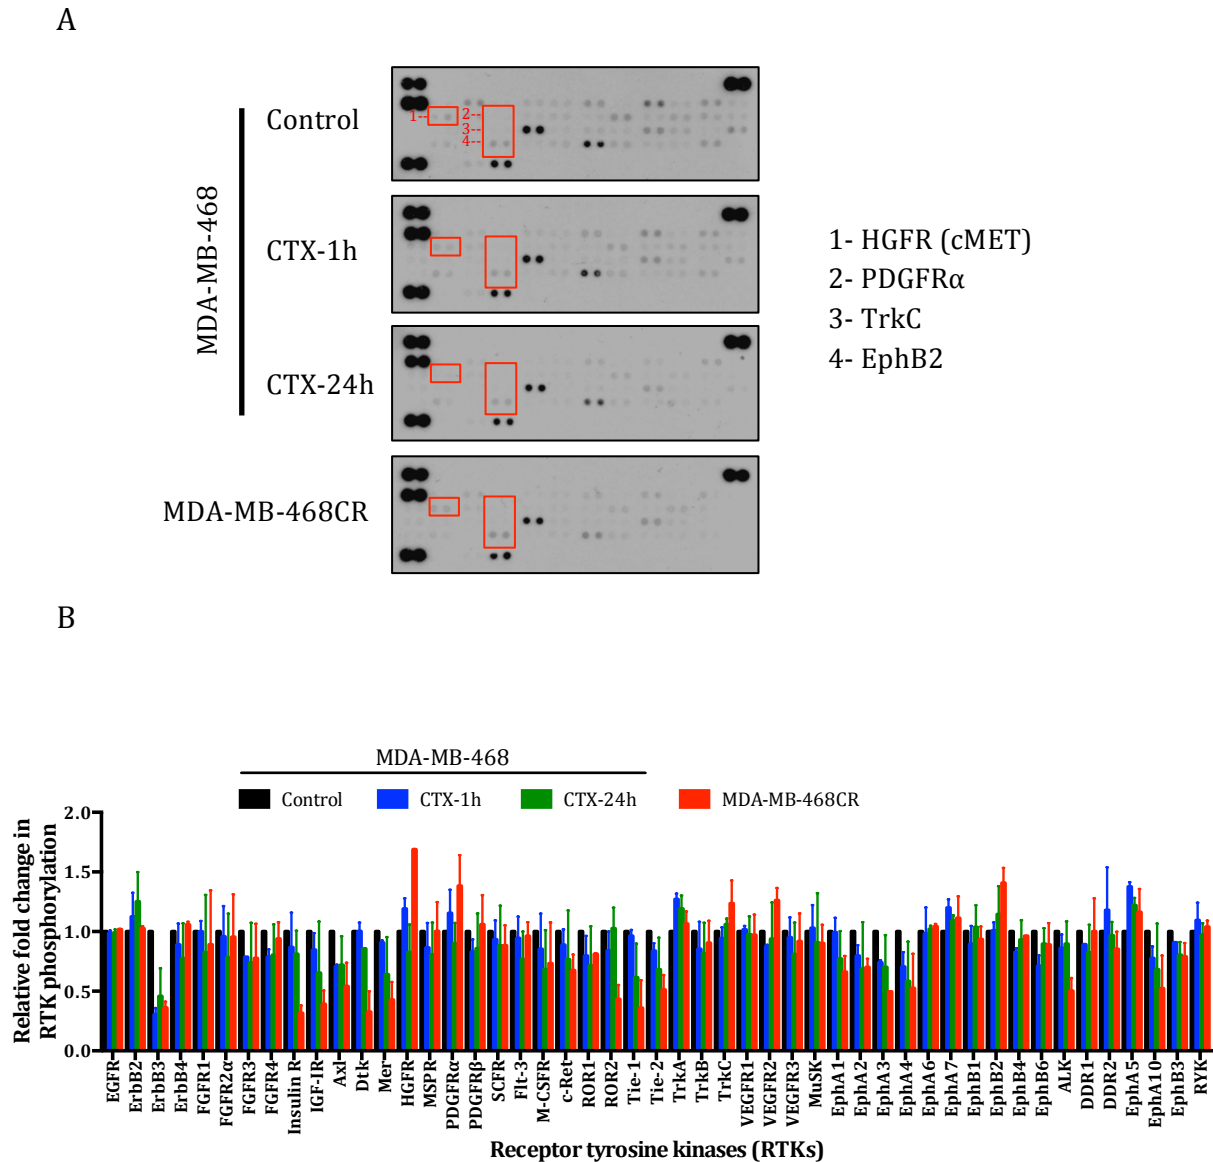 A
MDA-MB-468
Control
CTX-1h
CTX-24h
MDA-MB-468CR
1--
2--
3--
4--
1- HGFR (cMET)
2- PDGFRα
3- TrkC
4- EphB2
B
MDA-MB-468
Control CTX-1h CTX-24h MDA-MB-468CR
Relative fold change in
RTK phosphorylation
2.0
1.5
1.0
0.5
0.0
EGFR
ErbB2
ErbB3
ErbB4
FGFR1
FGFR2α
FGFR3
FGFR4
Insulin R
IGF-IR
Axl
Dtk
Mer
HGFR
MSPR
PDGFRα
PDGFRβ
SCFR
Flt-3
M-CSFR
c-Ret
ROR1
ROR2
Tie-1
Tie-2
TrkA
TrkB
TrkC
VEGFR1
VEGFR2
VEGFR3
MuSK
EphA1
EphA2
EphA3
EphA4
EphA6
EphA7
EphB1
EphB2
EphB4
EphB6
ALK
DDR1
DDR2
EphA5
EphA10
EphB3
RYK
Receptor tyrosine kinases (RTKs)